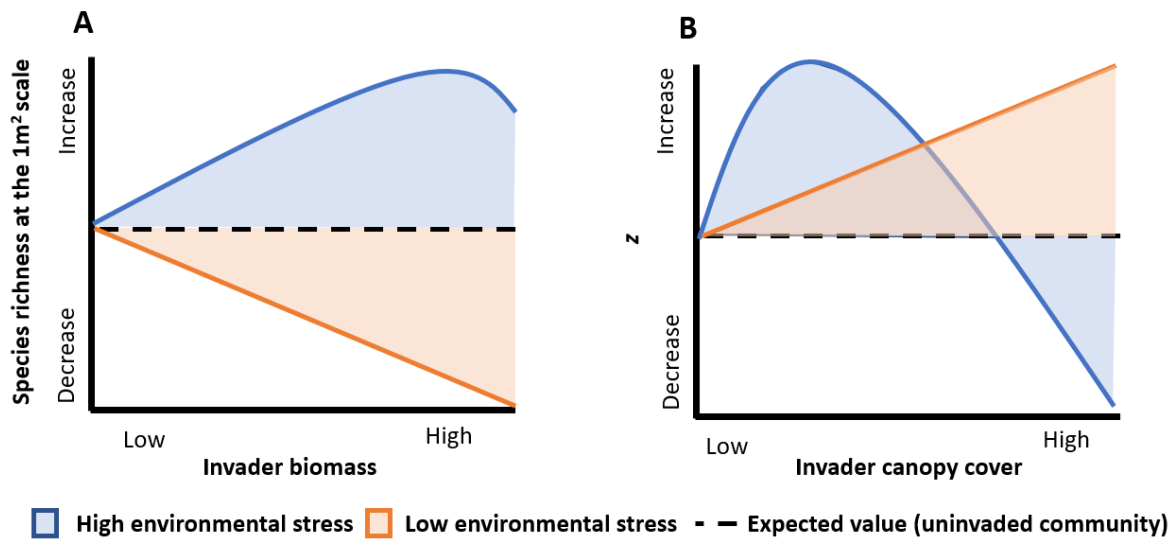 A
B
Species richness at the 1m² scale
Increase
Decrease
Low
High
Invader biomass
z
Increase
Decrease
Low
High
Invader canopy cover
High environmental stress
Low environmental stress
Expected value (uninvaded community)